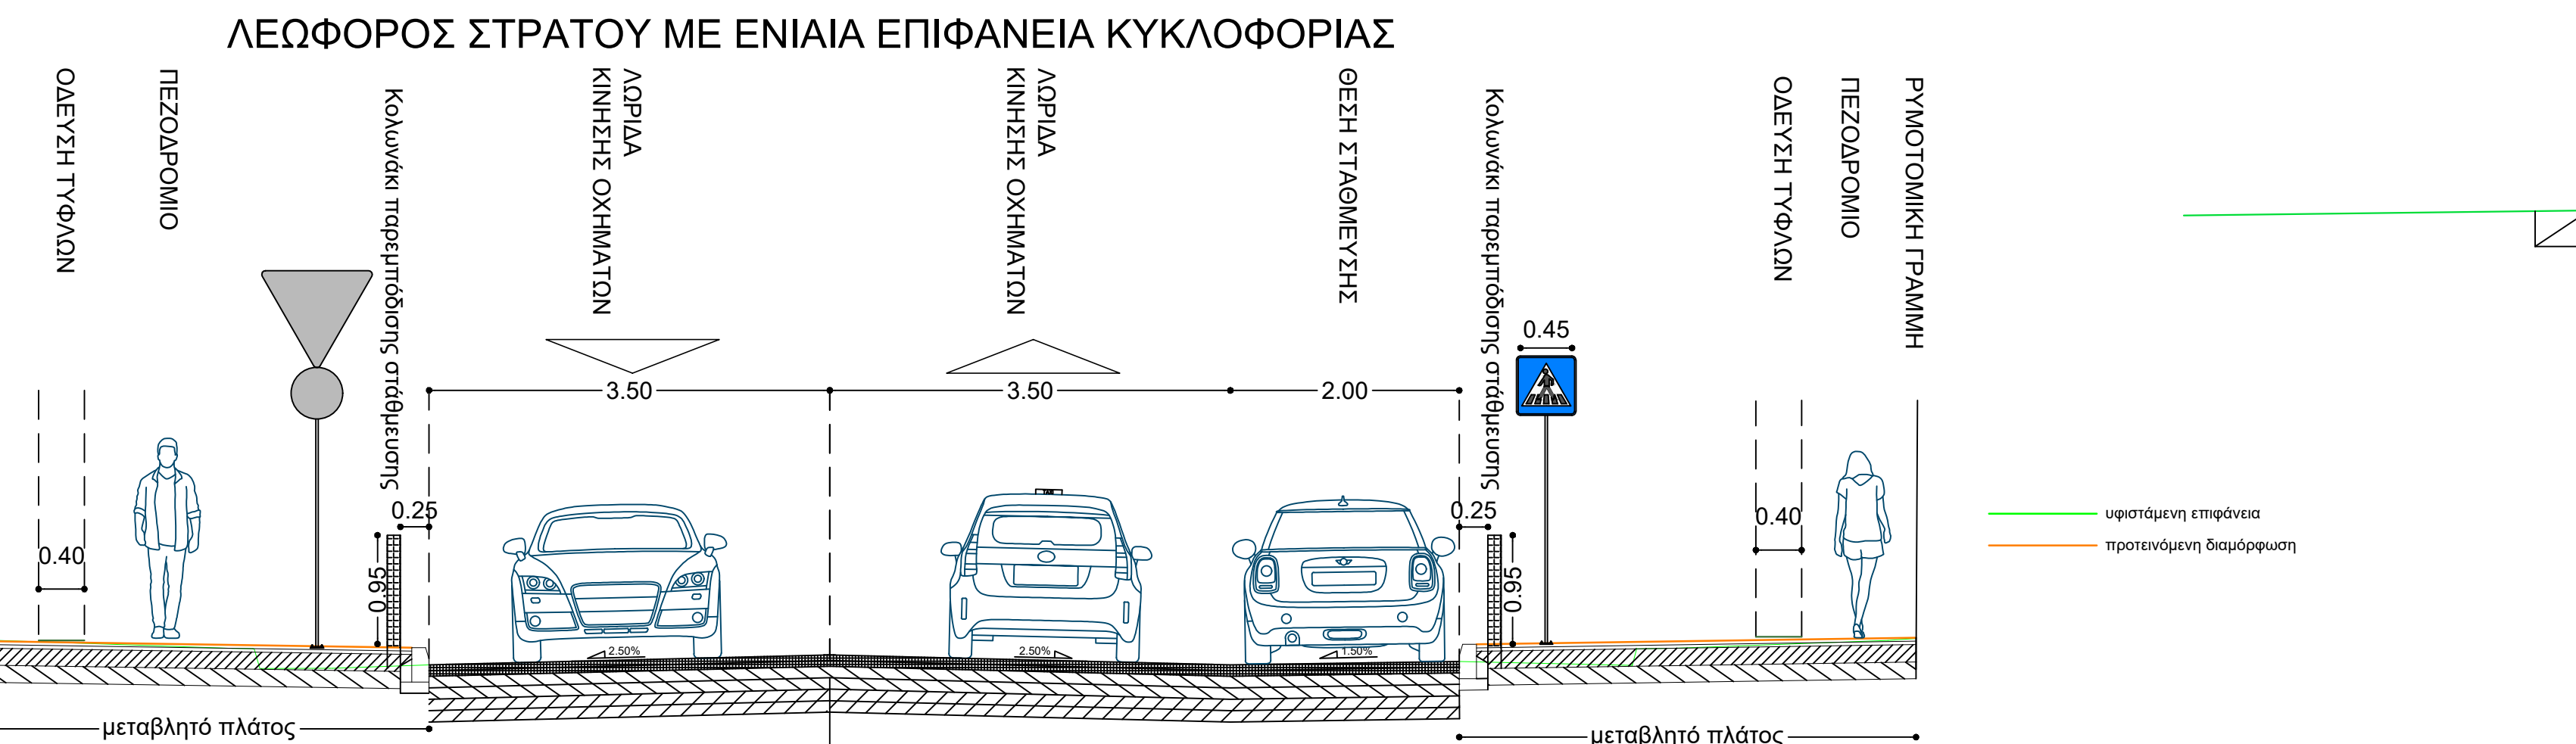 ΛΕΩΦΟΡΟΣ ΣΤΡΑΤΟΥ ΜΕ ΕΝΙΑΙΑ ΕΠΙΦΑΝΕΙΑ ΚΥΚΛΟΦΟΡΙΑΣ
ΟΔΕΥΣΗ ΤΥΦΛΩΝ
ΠΕΖΟΔΡΟΜΙΟ
Κολωνάκι παρεμπόδισης στάθμευσης
ΛΩΡΙΔΑ
ΚΙΝΗΣΗΣ ΟΧΗΜΑΤΩΝ
ΛΩΡΙΔΑ
ΚΙΝΗΣΗΣ ΟΧΗΜΑΤΩΝ
ΘΕΣΗ ΣΤΑΘΜΕΥΣΗΣ
Κολωνάκι παρεμπόδισης στάθμευσης
ΟΔΕΥΣΗ ΤΥΦΛΩΝ
ΠΕΖΟΔΡΟΜΙΟ
ΡΥΜΟΤΟΜΙΚΗ ΓΡΑΜΜΗ
0.45
3.50
3.50
2.00
0.25
0.25
0.40
0.40
0.95
0.95
TAXI
υφιστάμενη επιφάνεια
προτεινόμενη διαμόρφωση
2.50%
2.50%
1.50%
μεταβλητό πλάτος
μεταβλητό πλάτος